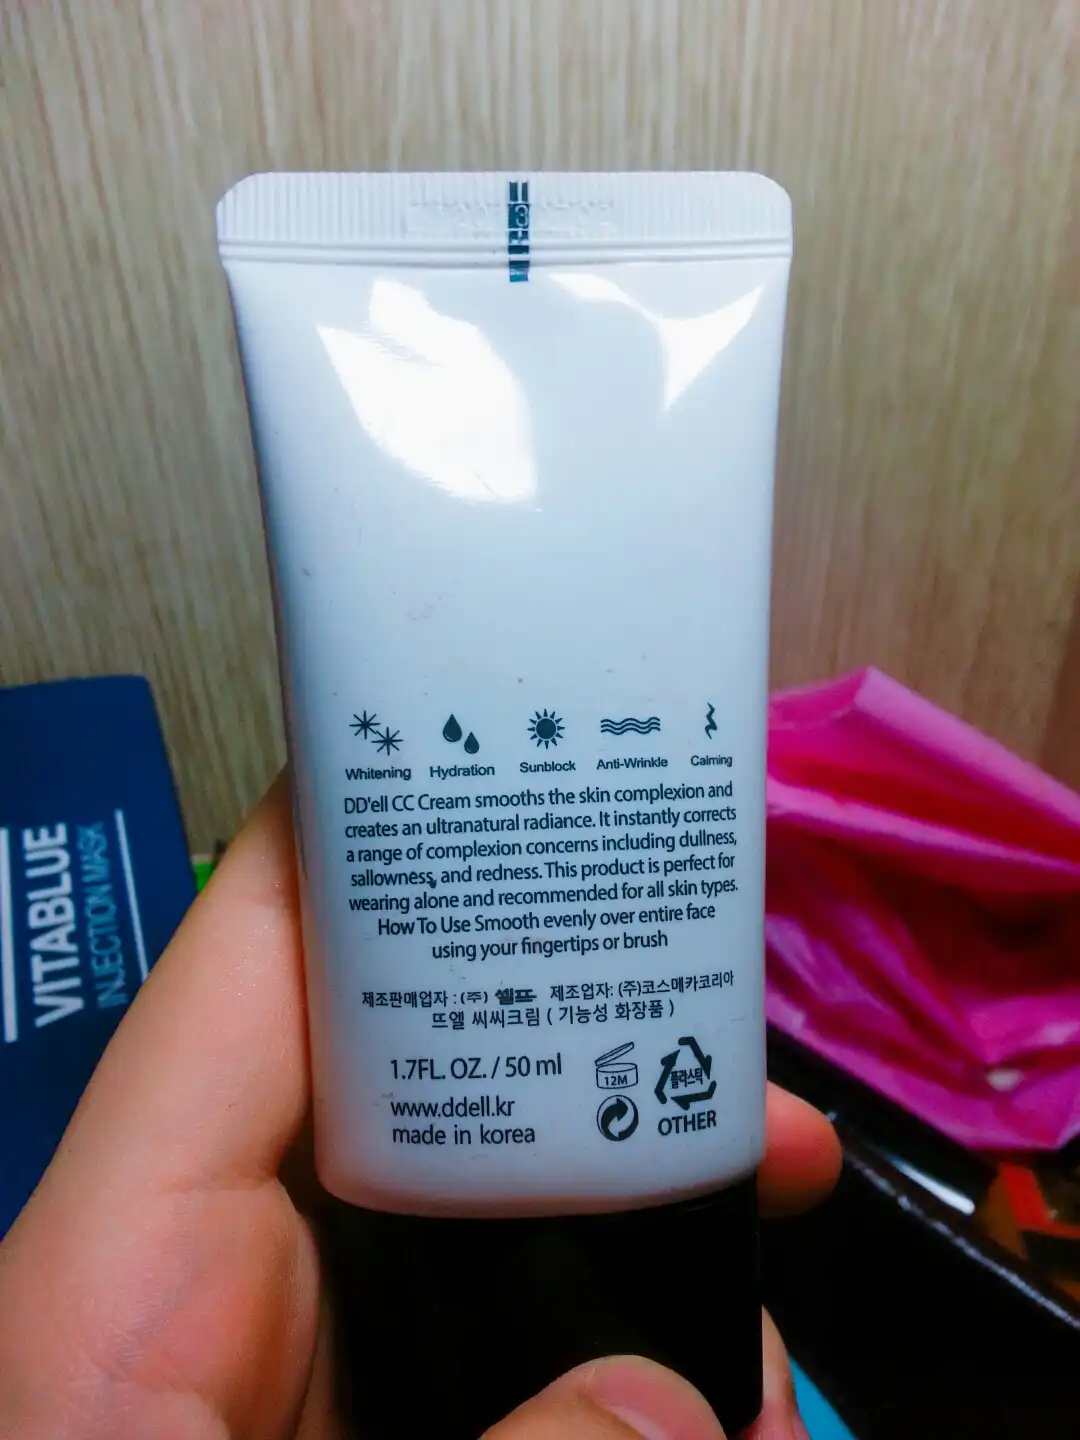 3
Whitening Hydration Sunblock Anti-Wrinkle Calming
DD'ell CC Cream smooths the skin complexion and
creates an ultranatural radiance. It instantly corrects
a range of complexion concerns including dullness,
sallowness, and redness. This product is perfect for
wearing alone and recommended for all skin types.
How To Use Smooth evenly over entire face
using your fingertips or brush
제조판매업자 : (주) 쉘프 제조업자: (주)코스메카코리아
뜨엘 씨씨크림 ( 기능성 화장품 )
1.7FL. OZ. / 50 ml
12M
플라스틱
www.ddell.kr
OTHER
made in korea
VITABLUE
INJECTION MASK